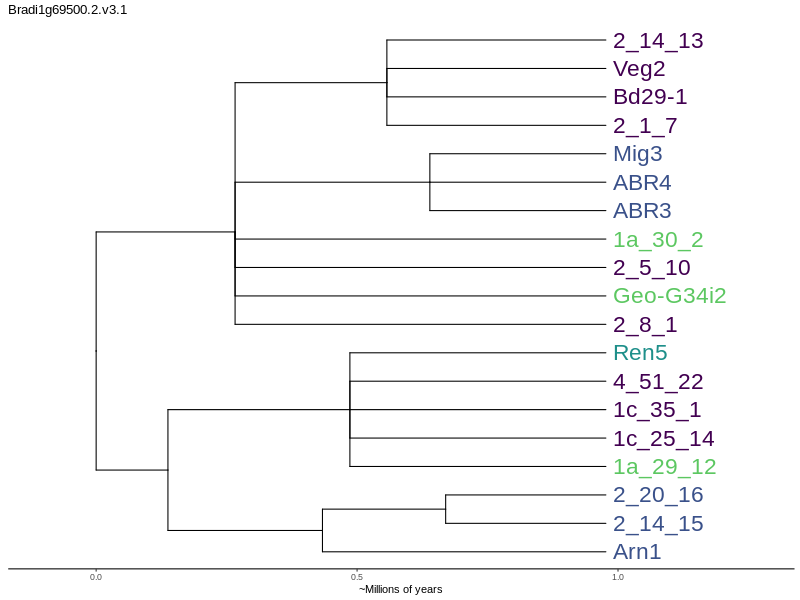 Bradi1g69500.2.v3.1
2_14_13
Veg2
Bd29-1
2_1_7
Mig3
ABR4
ABR3
1a_30_2
2_5_10
Geo-G34i2
2_8_1
Ren5
4_51_22
1c_35_1
1c_25_14
1a_29_12
2_20_16
2_14_15
Arn1
0.0 0.5 1.0
~Millions of years